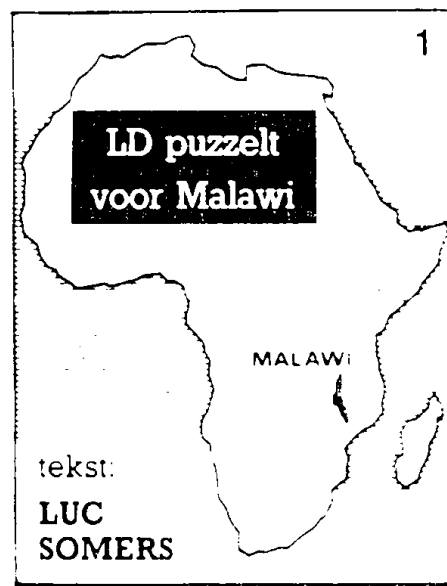 1
LD puzzelt
voor Malawi
MALAWi
tekst:
LUC
SOMERS